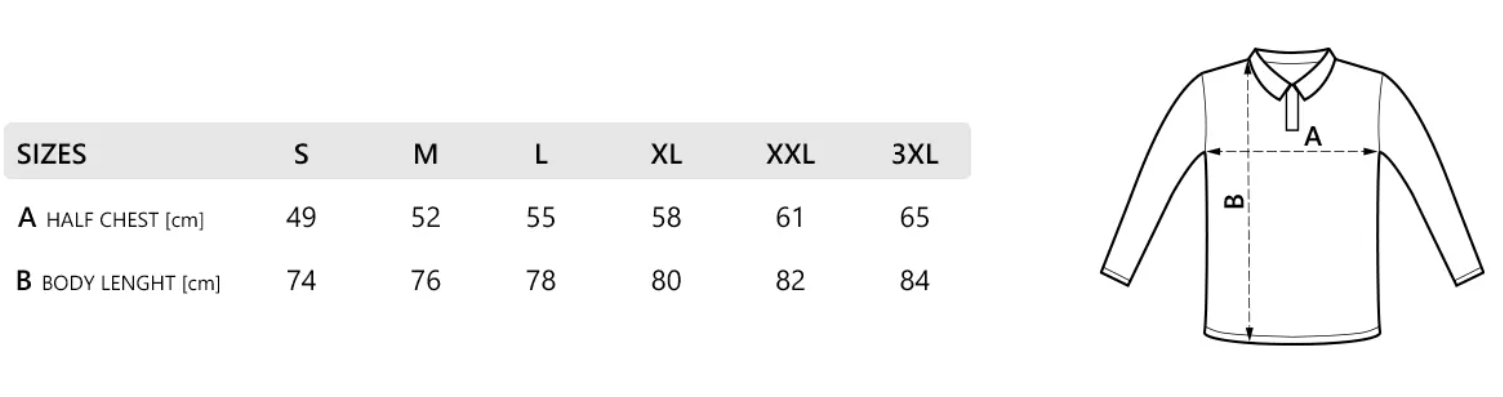 SIZES S M L XL XXL 3XL
A HALF CHEST [cm] 49 52 55 58 61 65
B BODY LENGHT [cm] 74 76 78 80 82 84
A
B